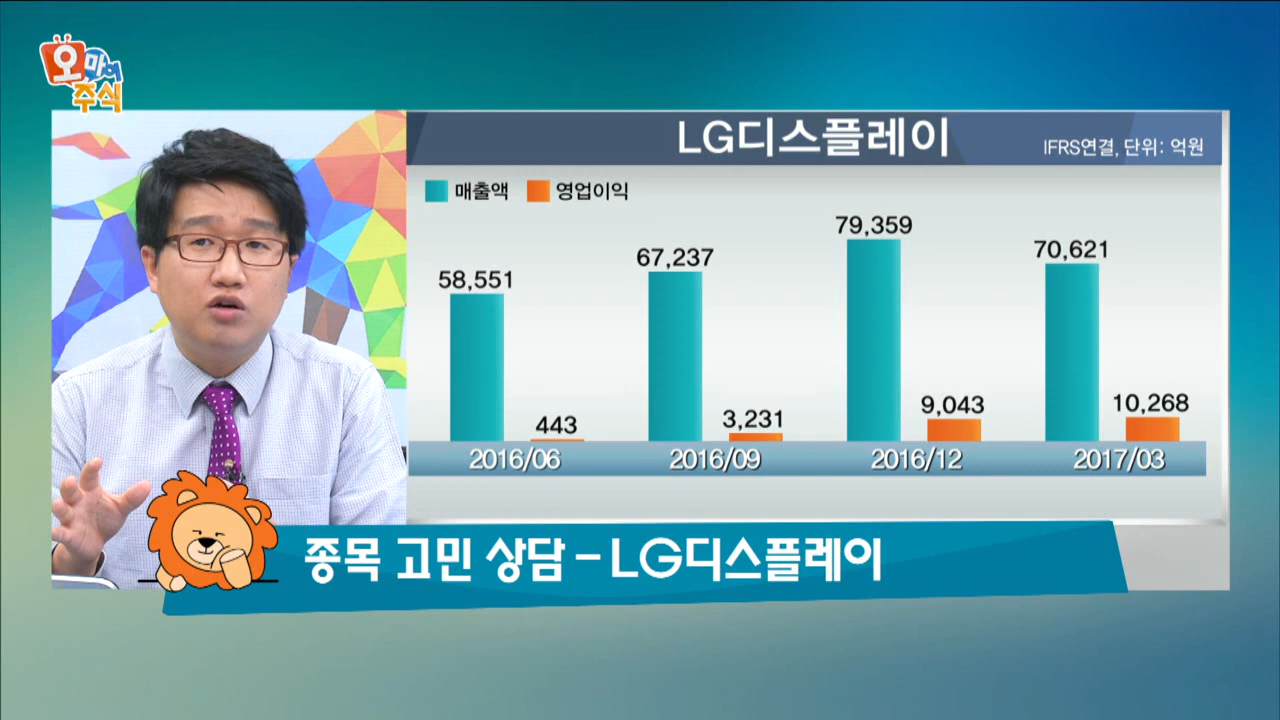 오 마이
주식
LG디스플레이
IFRS연결, 단위: 억원
매출액 영업이익
58,551 67,237 79,359 70,621
443 3,231 9,043 10,268
2016/06 2016/09 2016/12 2017/03
종목 고민 상담-LG디스플레이